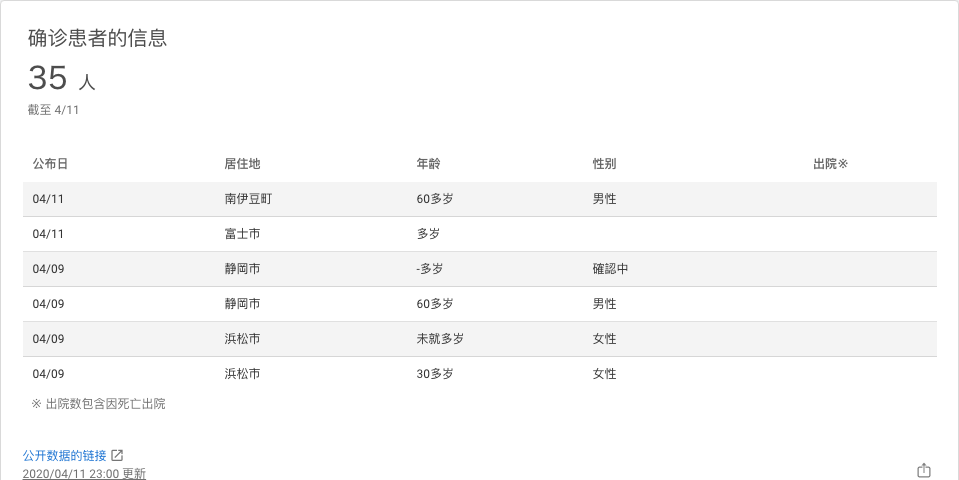 确诊患者的信息
35 人
截至 4/11
公布日 居住地 年龄 性别 出院※
04/11 南伊豆町 60多岁 男性
04/11 富士市 多岁
04/09 静岡市 -多岁 確認中
04/09 静岡市 60多岁 男性
04/09 浜松市 未就多岁 女性
04/09 浜松市 30多岁 女性
※ 出院数包含因死亡出院
公开数据的链接
2020/04/11 23:00 更新